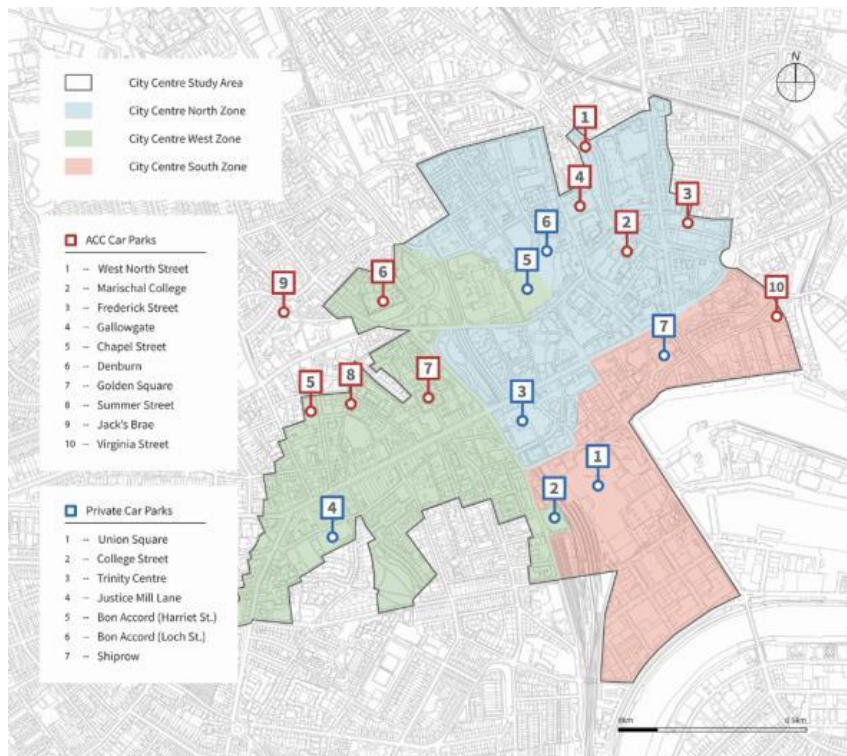 City Centre Study Area
City Centre North Zone
City Centre West Zone
City Centre South Zone
N
ACC Car Parks
1 -- West North Street
2 -- Marischal College
3 -- Frederick Street
4 -- Gallowgate
5 -- Chapel Street
6 -- Denburn
7 -- Golden Square
8 -- Summer Street
9 -- Jack's Brae
10 -- Virginia Street
Private Car Parks
1 -- Union Square
2 -- College Street
3 -- Trinity Centre
4 -- Justice Mill Lane
5 -- Bon Accord (Harriet St.)
6 -- Bon Accord (Loch St.)
7 -- Shiprow
1
4
3
6
2
5
6
9
10
7
5
8
7
3
1
2
4
0km 0.5km